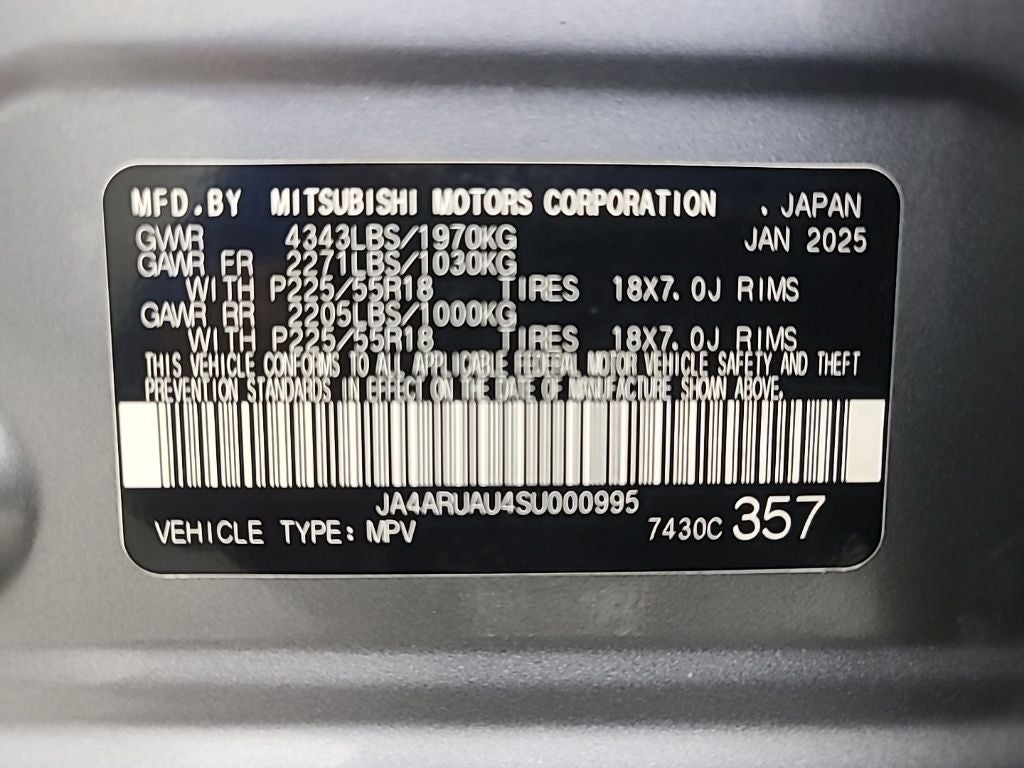 MFD.BY MITSUBISHI MOTORS CORPORATION . JAPAN
GVWR 4343LBS/1970KG JAN 2025
GAWR FR 2271LBS/1030KG
WITH P225/55R18 TIRES 18X7.0J RIMS
GAWR RR 2205LBS/1000KG
WITH P225/55R18 TIRES 18X7.0J RIMS
THIS VEHICLE CONFORMS TO ALL APPLICABLE FEDERAL MOTOR VEHICLE SAFETY AND THEFT
PREVENTION STANDARDS IN EFFECT ON THE DATE OF MANUFACTURE SHOWN ABOVE.
JA4ARUAU4SU000995
VEHICLE TYPE: MPV 7430C 357